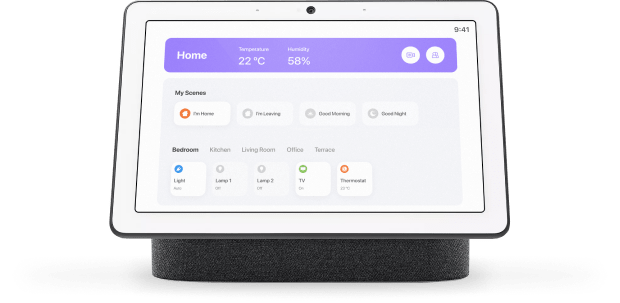 9:41
Home
Temperature
22 °C
Humidity
58%
My Scenes
I'm Home
I'm Leaving
Good Morning
Good Night
Bedroom Kitchen Living Room Office Terrace
Light
Lamp 1
Off
Lamp 2
Off
TV
On
Thermostat
22 °C